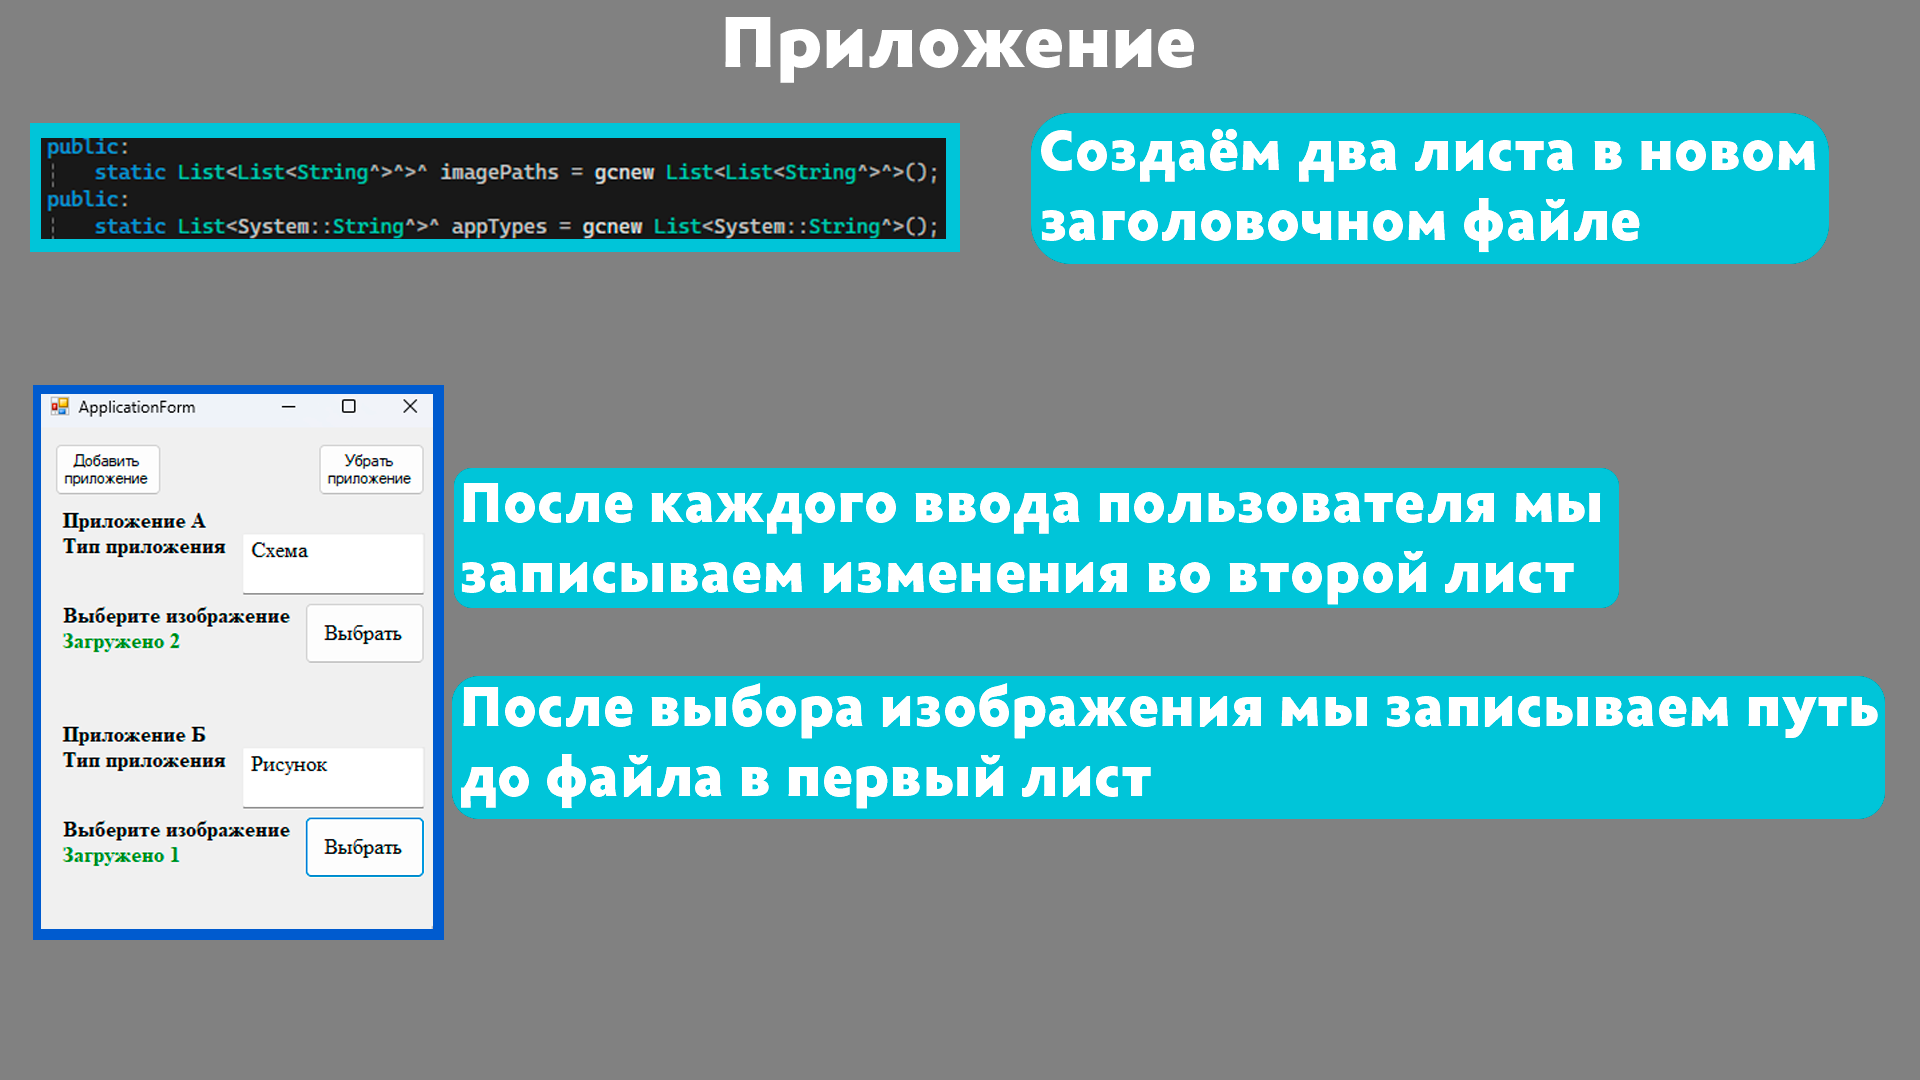 Приложение
public:
static List<List<String^>^>^ imagePaths = gcnew List<List<String^>^>();
public:
static List<System::String^>^ appTypes = gcnew List<System::String^>();
Создаём два листа в новом
заголовочном файле
ApplicationForm
Добавить
приложение
Убрать
приложение
Приложение А
Тип приложения
Схема
Выберите изображение
Загружено 2
Выбрать
Приложение Б
Тип приложения
Рисунок
Выберите изображение
Загружено 1
Выбрать
После каждого ввода пользователя мы
записываем изменения во второй лист
После выбора изображения мы записываем путь
до файла в первый лист